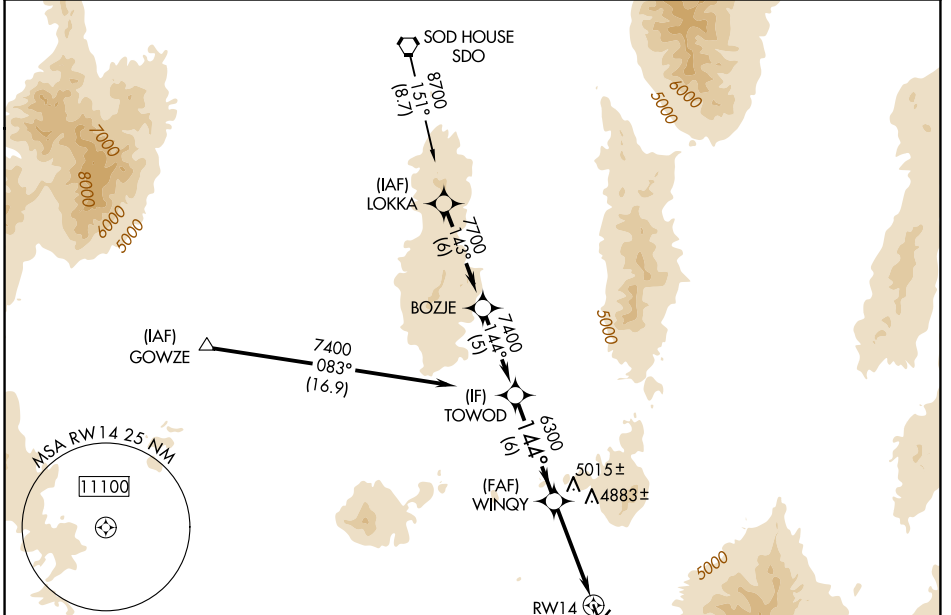 SOD HOUSE
SDO
8700
151°
(8.7)
6000
5000
7000
8000
6000
5000
(IAF)
LOKKA
7700
143°
(6)
BOZJE
7400
144°
(5)
5000
(IAF)
GOWZE
7400
083°
(16.9)
(IF)
TOWOD
6300
144°
(6)
MSA RW14 25 NM
11100
5015±
4883±
(FAF)
WINQY
5000
RW14